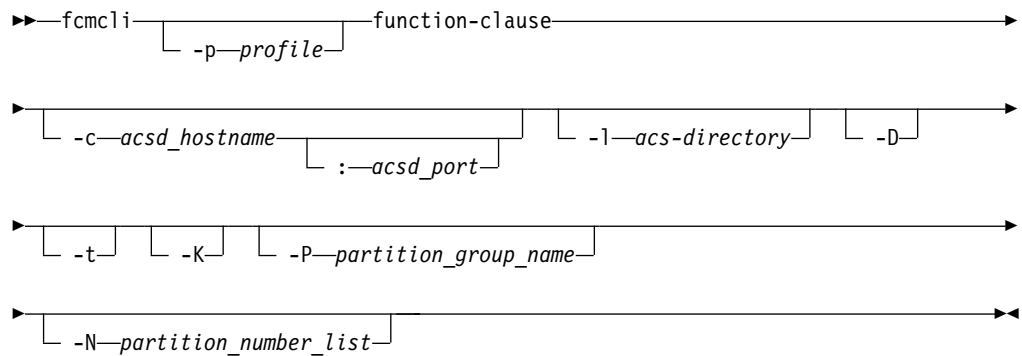 fcmcli -p profile function-clause
-c acsd_hostname : acsd_port -l acs-directory -D
-t -K -P partition_group_name
-N partition_number_list